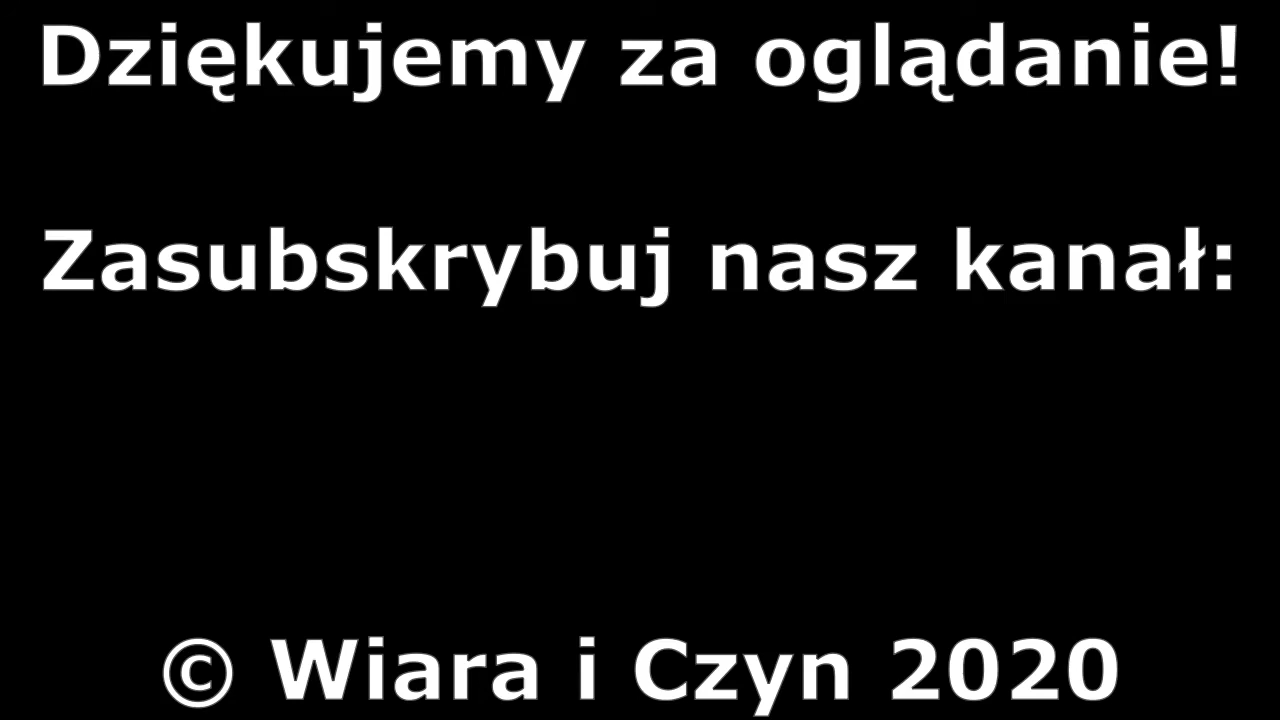 Dziękujemy za oglądanie!
Zasubskrybuj nasz kanał:
© Wiara i Czyn 2020